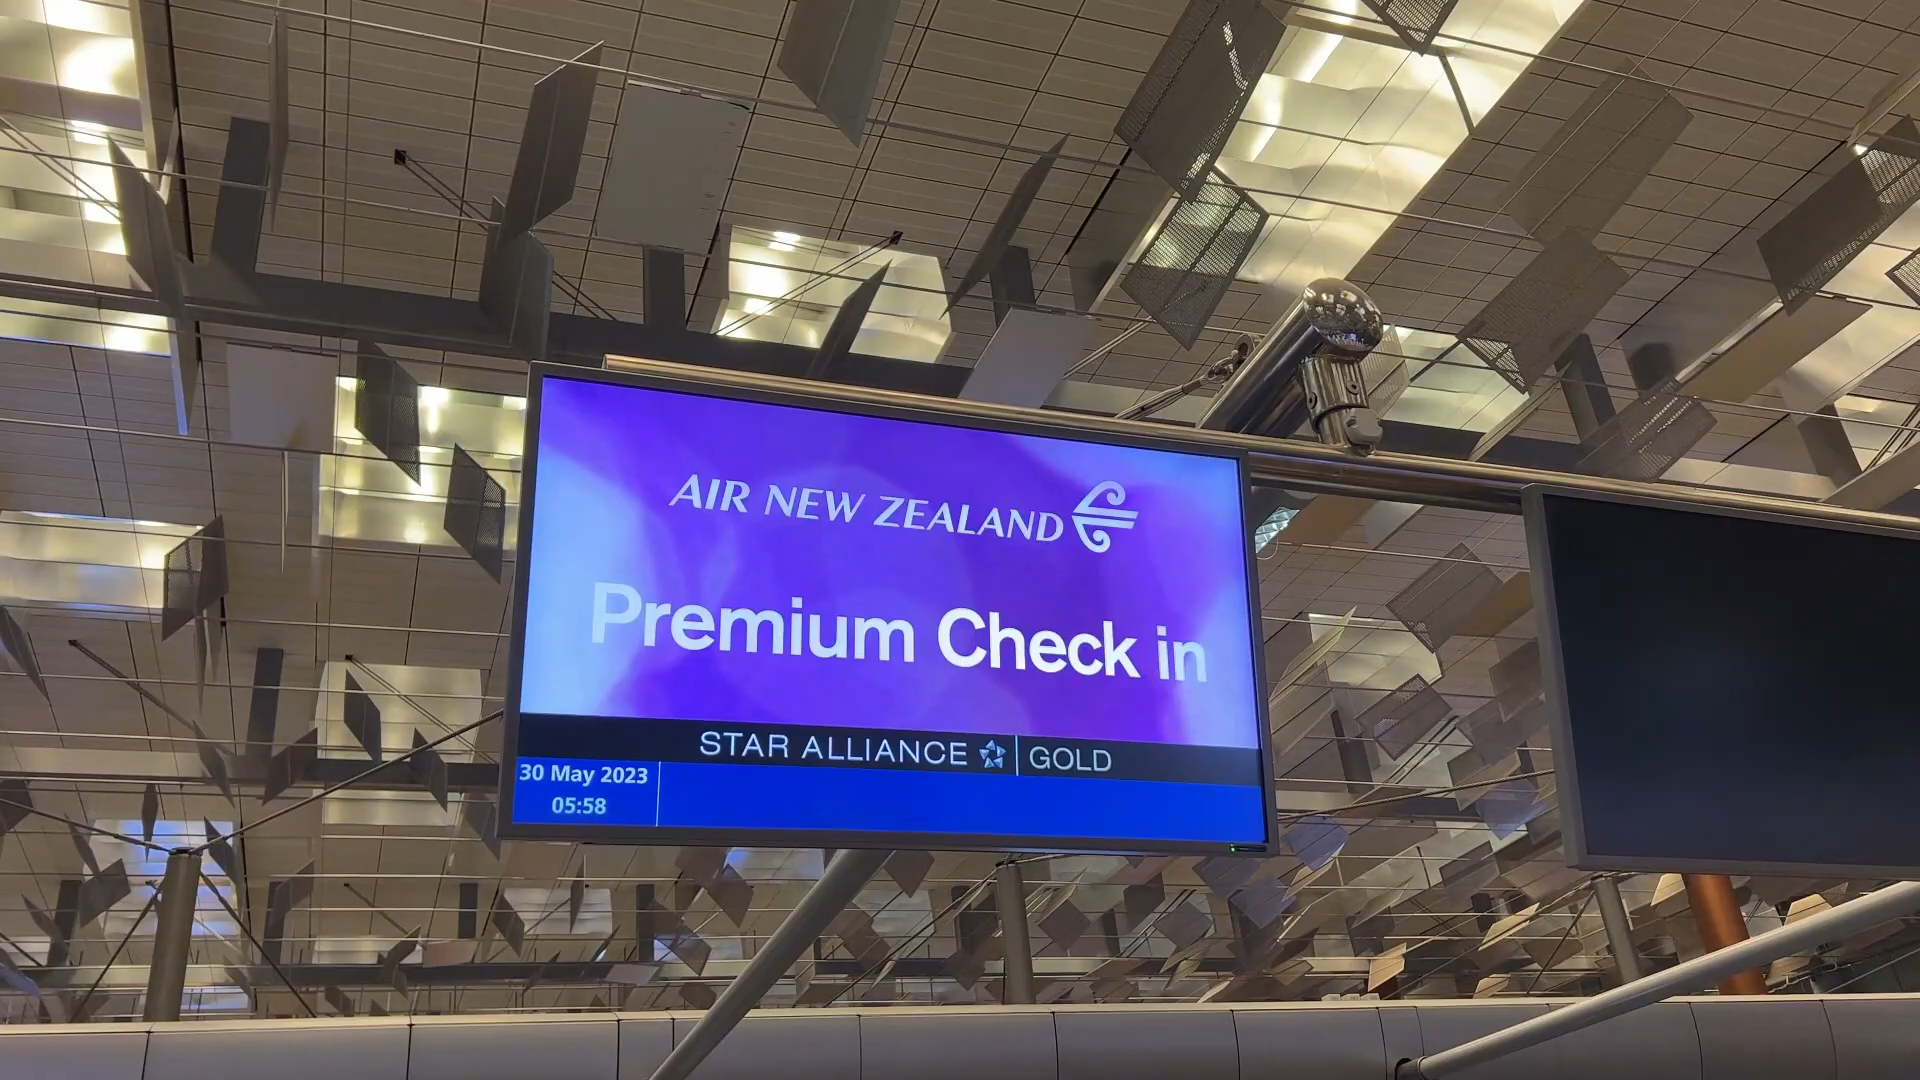 AIR NEW ZEALAND
Premium Check in
STAR ALLIANCE GOLD
30 May 2023
05:58